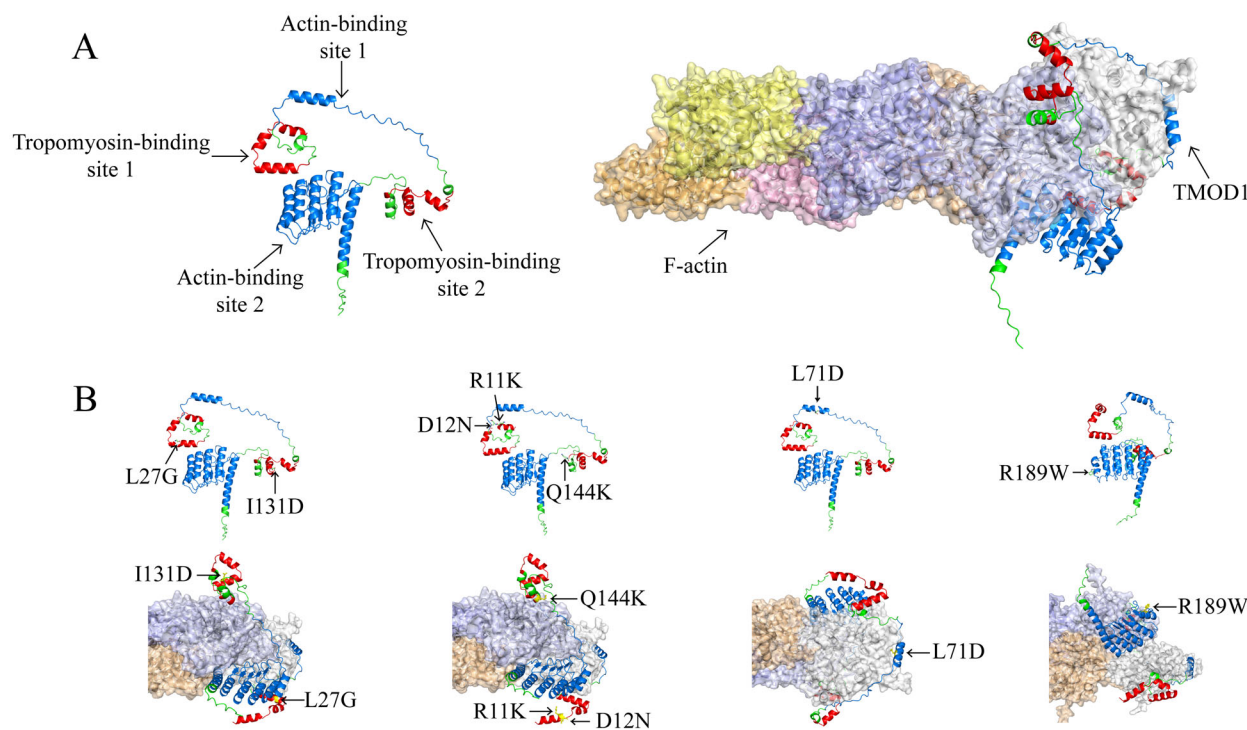 A
Actin-binding
site 1
Tropomyosin-binding
site 1
Actin-binding
site 2
Tropomyosin-binding
site 2
F-actin
TMOD1
B
L27G
I131D
R11K
D12N
Q144K
L71D
R189W
I131D
L27G
Q144K
R11K
D12N
L71D
R189W